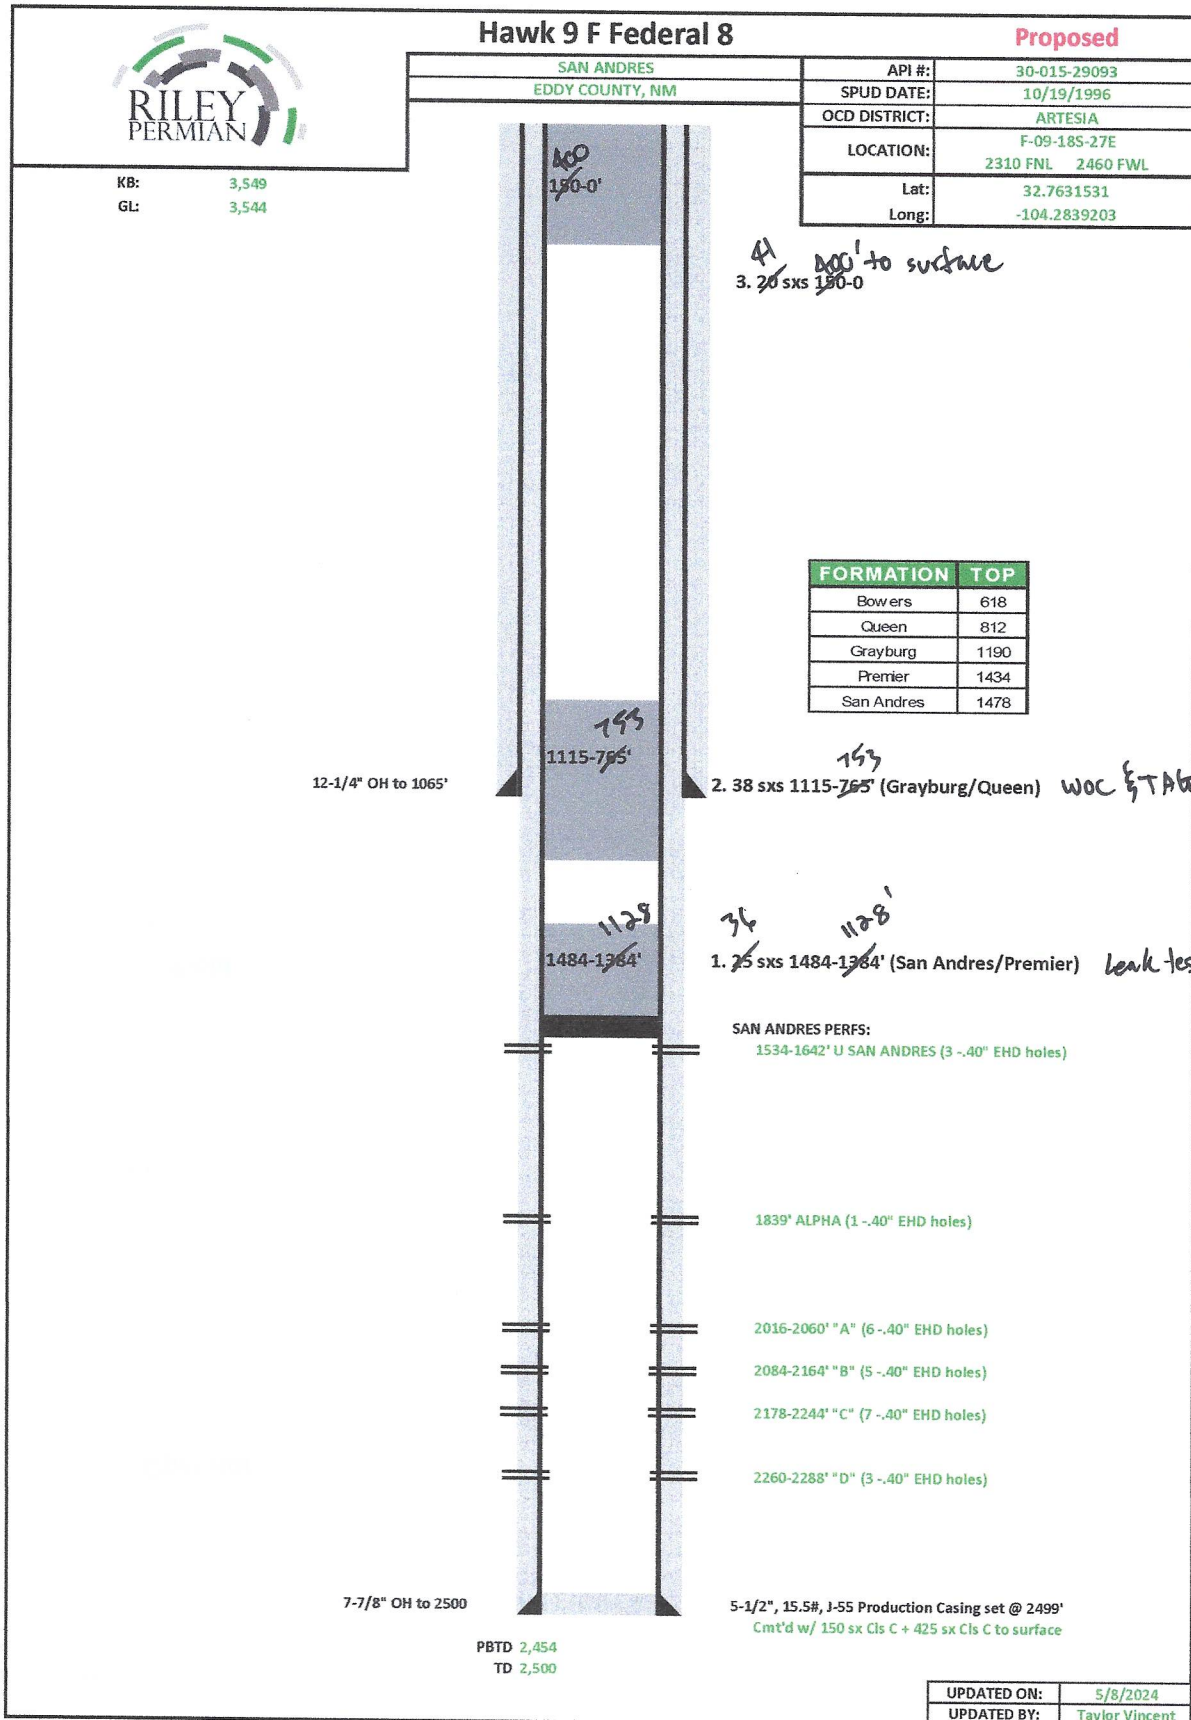 Hawk 9 F Federal 8
Proposed
RILEY
PERMIAN
SAN ANDRES
EDDY COUNTY, NM
API #: 30-015-29093
SPUD DATE: 10/19/1996
OCD DISTRICT: ARTESIA
LOCATION: F-09-18S-27E
2310 FNL 2460 FWL
Lat: 32.7631531
Long: -104.2839203
KB: 3,549
GL: 3,544
400
150-0'
41 400' to surface
3. 20 sxs 150-0
FORMATION TOP
Bowers 618
Queen 812
Grayburg 1190
Premier 1434
San Andres 1478
753
1115-765'
12-1/4" OH to 1065'
753
2. 38 sxs 1115-765' (Grayburg/Queen) WOC & TAG
1128
1484-1384'
36 1128'
1. 25 sxs 1484-1384' (San Andres/Premier) Leak tes
SAN ANDRES PERFS:
1534-1642' U SAN ANDRES (3 -.40" EHD holes)
1839' ALPHA (1 -.40" EHD holes)
2016-2060' "A" (6 -.40" EHD holes)
2084-2164' "B" (5 -.40" EHD holes)
2178-2244' "C" (7 -.40" EHD holes)
2260-2288' "D" (3 -.40" EHD holes)
7-7/8" OH to 2500
5-1/2", 15.5#, J-55 Production Casing set @ 2499'
Cmt'd w/ 150 sx Cls C + 425 sx Cls C to surface
PBTD 2,454
TD 2,500
UPDATED ON: 5/8/2024
UPDATED BY: Taylor Vincent